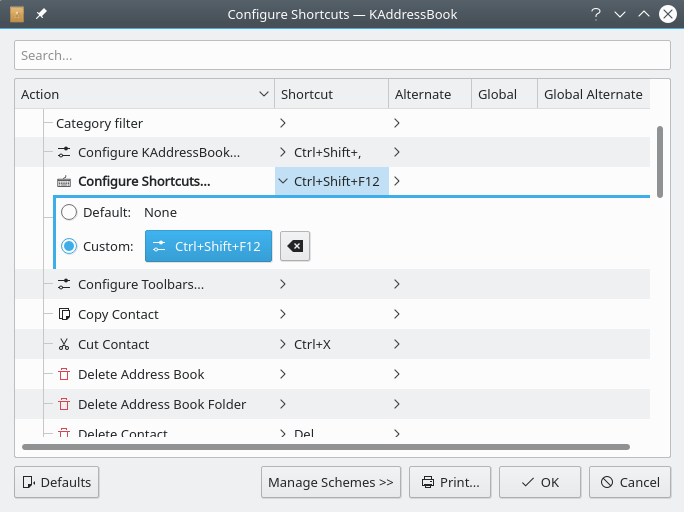 Configure Shortcuts — KAddressBook
Search...
Action Shortcut Alternate Global Global Alternate
Category filter
Configure KAddressBook... Ctrl+Shift+,
Configure Shortcuts... Ctrl+Shift+F12
Default: None
Custom: Ctrl+Shift+F12
Configure Toolbars...
Copy Contact
Cut Contact Ctrl+X
Delete Address Book
Delete Address Book Folder
Delete Contact Del
Defaults Manage Schemes >> Print... OK Cancel